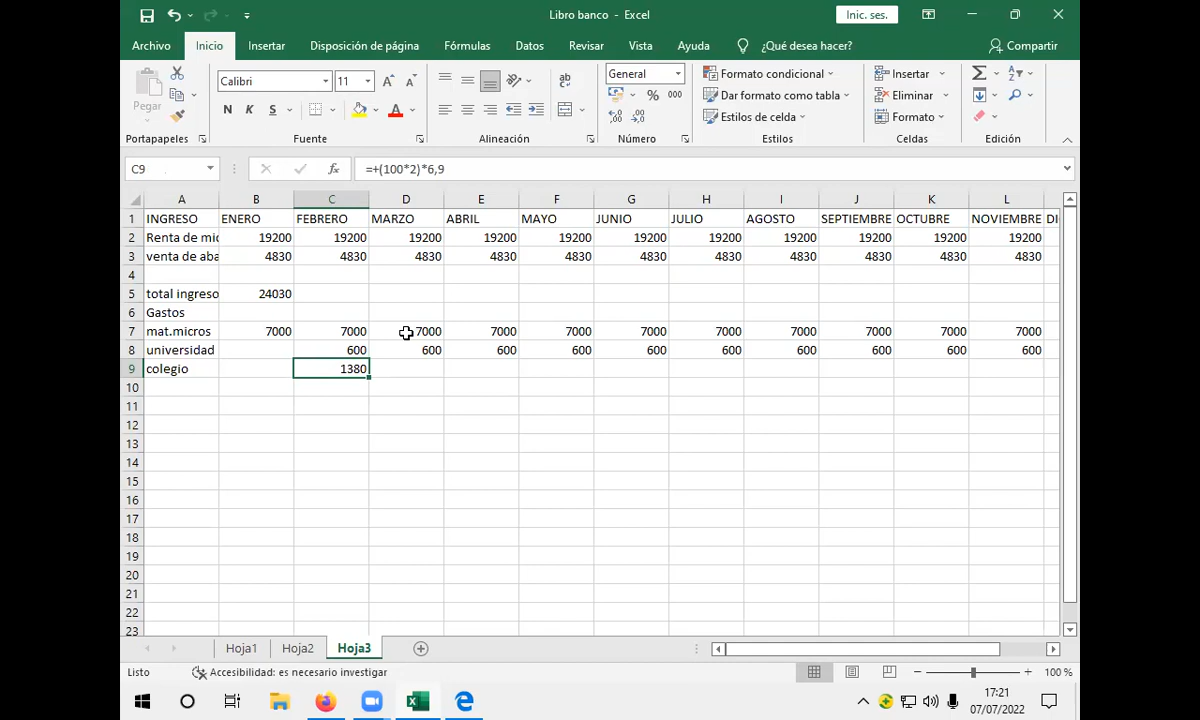 Libro banco - Excel
Inic. ses.
Archivo Inicio Insertar Disposición de página Fórmulas Datos Revisar Vista Ayuda ¿Qué desea hacer? Compartir
Pegar
Calibri 11
N K S
General
% 000
Formato condicional
Dar formato como tabla
Estilos de celda
Insertar
Eliminar
Formato
Portapapeles Fuente Alineación Número Estilos Celdas Edición
C9 fx =+(100*2)*6,9
A B C D E F G H I J K L
1 INGRESO ENERO FEBRERO MARZO ABRIL MAYO JUNIO JULIO AGOSTO SEPTIEMBRE OCTUBRE NOVIEMBRE DI
2 Renta de mic 19200 19200 19200 19200 19200 19200 19200 19200 19200 19200 19200
3 venta de aba 4830 4830 4830 4830 4830 4830 4830 4830 4830 4830 4830
4
5 total ingreso 24030
6 Gastos
7 mat.micros 7000 7000 7000 7000 7000 7000 7000 7000 7000 7000 7000
8 universidad 600 600 600 600 600 600 600 600 600 600
9 colegio 1380
10
11
12
13
14
15
16
17
18
19
20
21
22
23
Hoja1 Hoja2 Hoja3
Listo Accesibilidad: es necesario investigar 100 %
17:21
07/07/2022